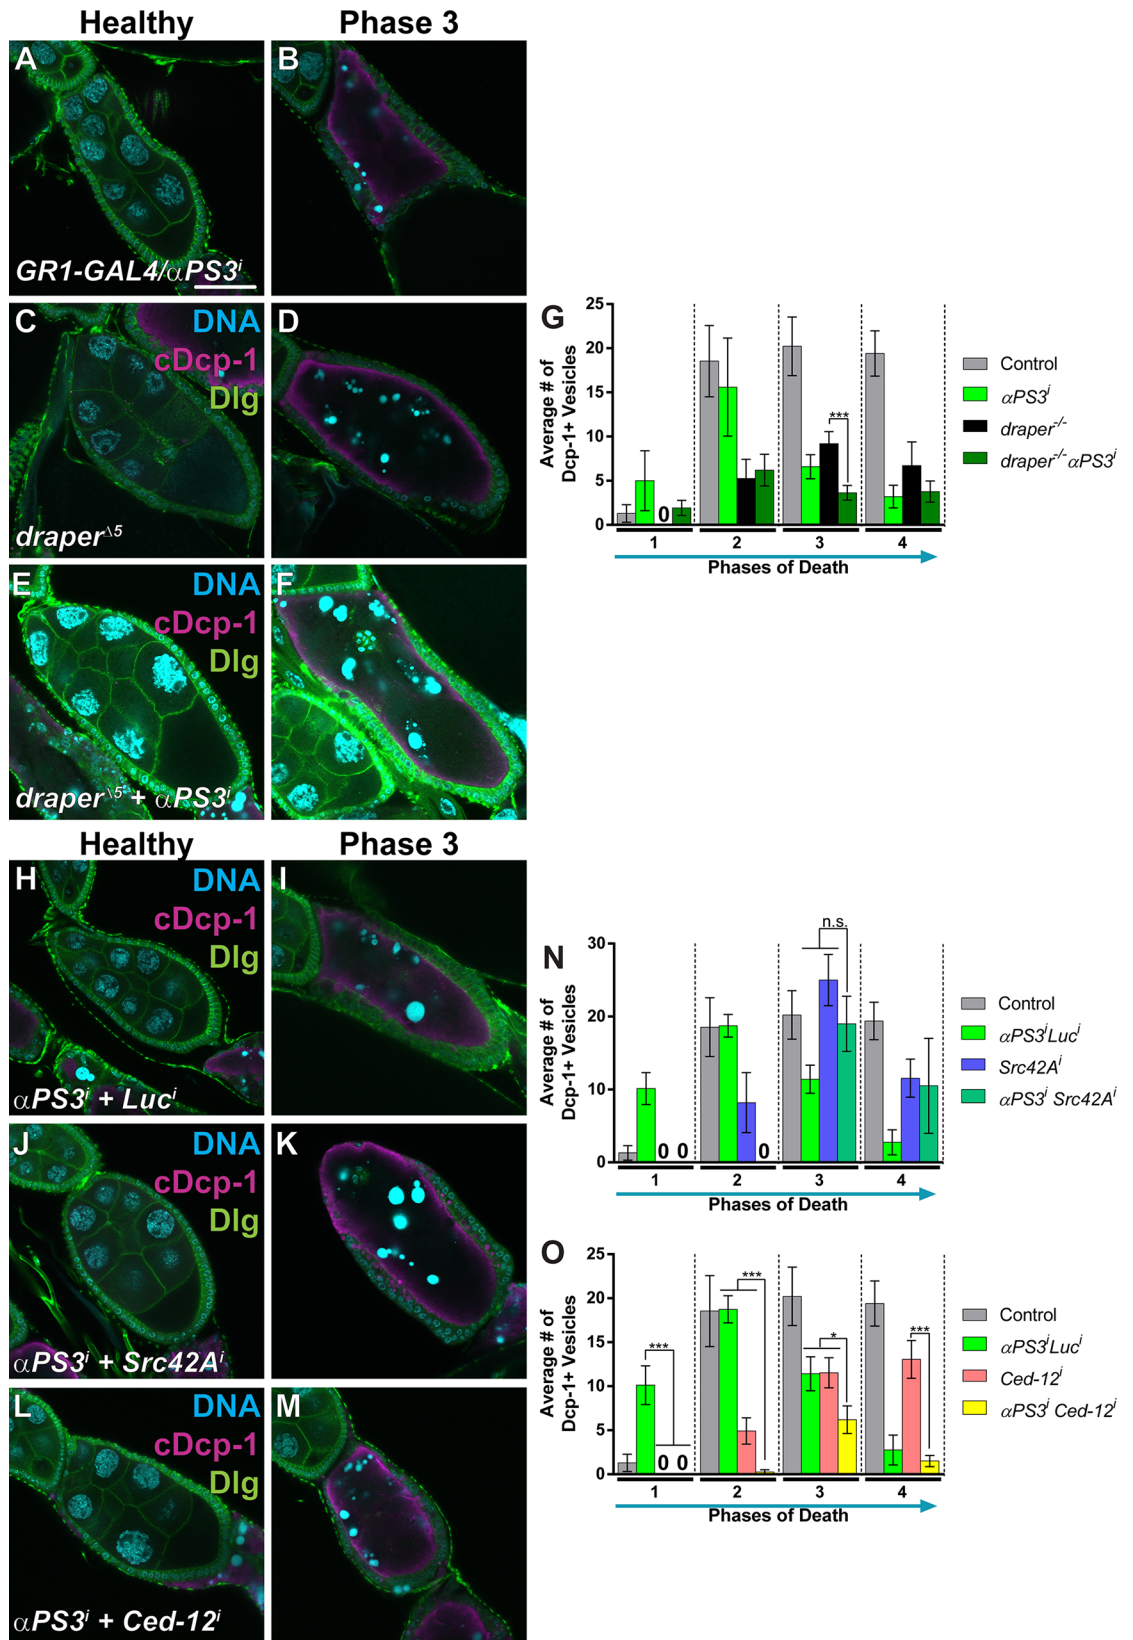 Healthy
Phase 3
A
B
GR1-GAL4/αPS3ⁱ
C
DNA
cDcp-1
Dlg
D
draper^Δ5
E
DNA
cDcp-1
Dlg
F
draper^Δ5 + αPS3ⁱ
G
Average # of
Dcp-1+ Vesicles
25
20
15
10
5
0
0
***
1
2
3
4
Phases of Death
Control
αPS3ⁱ
draper-/-
draper-/-αPS3ⁱ
Healthy
Phase 3
H
DNA
cDcp-1
Dlg
I
αPS3ⁱ + Lucⁱ
J
DNA
cDcp-1
Dlg
K
αPS3ⁱ + Src42Aⁱ
L
DNA
cDcp-1
Dlg
M
αPS3ⁱ + Ced-12ⁱ
N
Average # of
Dcp-1+ Vesicles
30
20
10
0
0 0
0
n.s.
1
2
3
4
Phases of Death
Control
αPS3ⁱLucⁱ
Src42Aⁱ
αPS3ⁱ Src42Aⁱ
O
Average # of
Dcp-1+ Vesicles
25
20
15
10
5
0
***
0 0
***
*
***
1
2
3
4
Phases of Death
Control
αPS3ⁱLucⁱ
Ced-12ⁱ
αPS3ⁱ Ced-12ⁱ